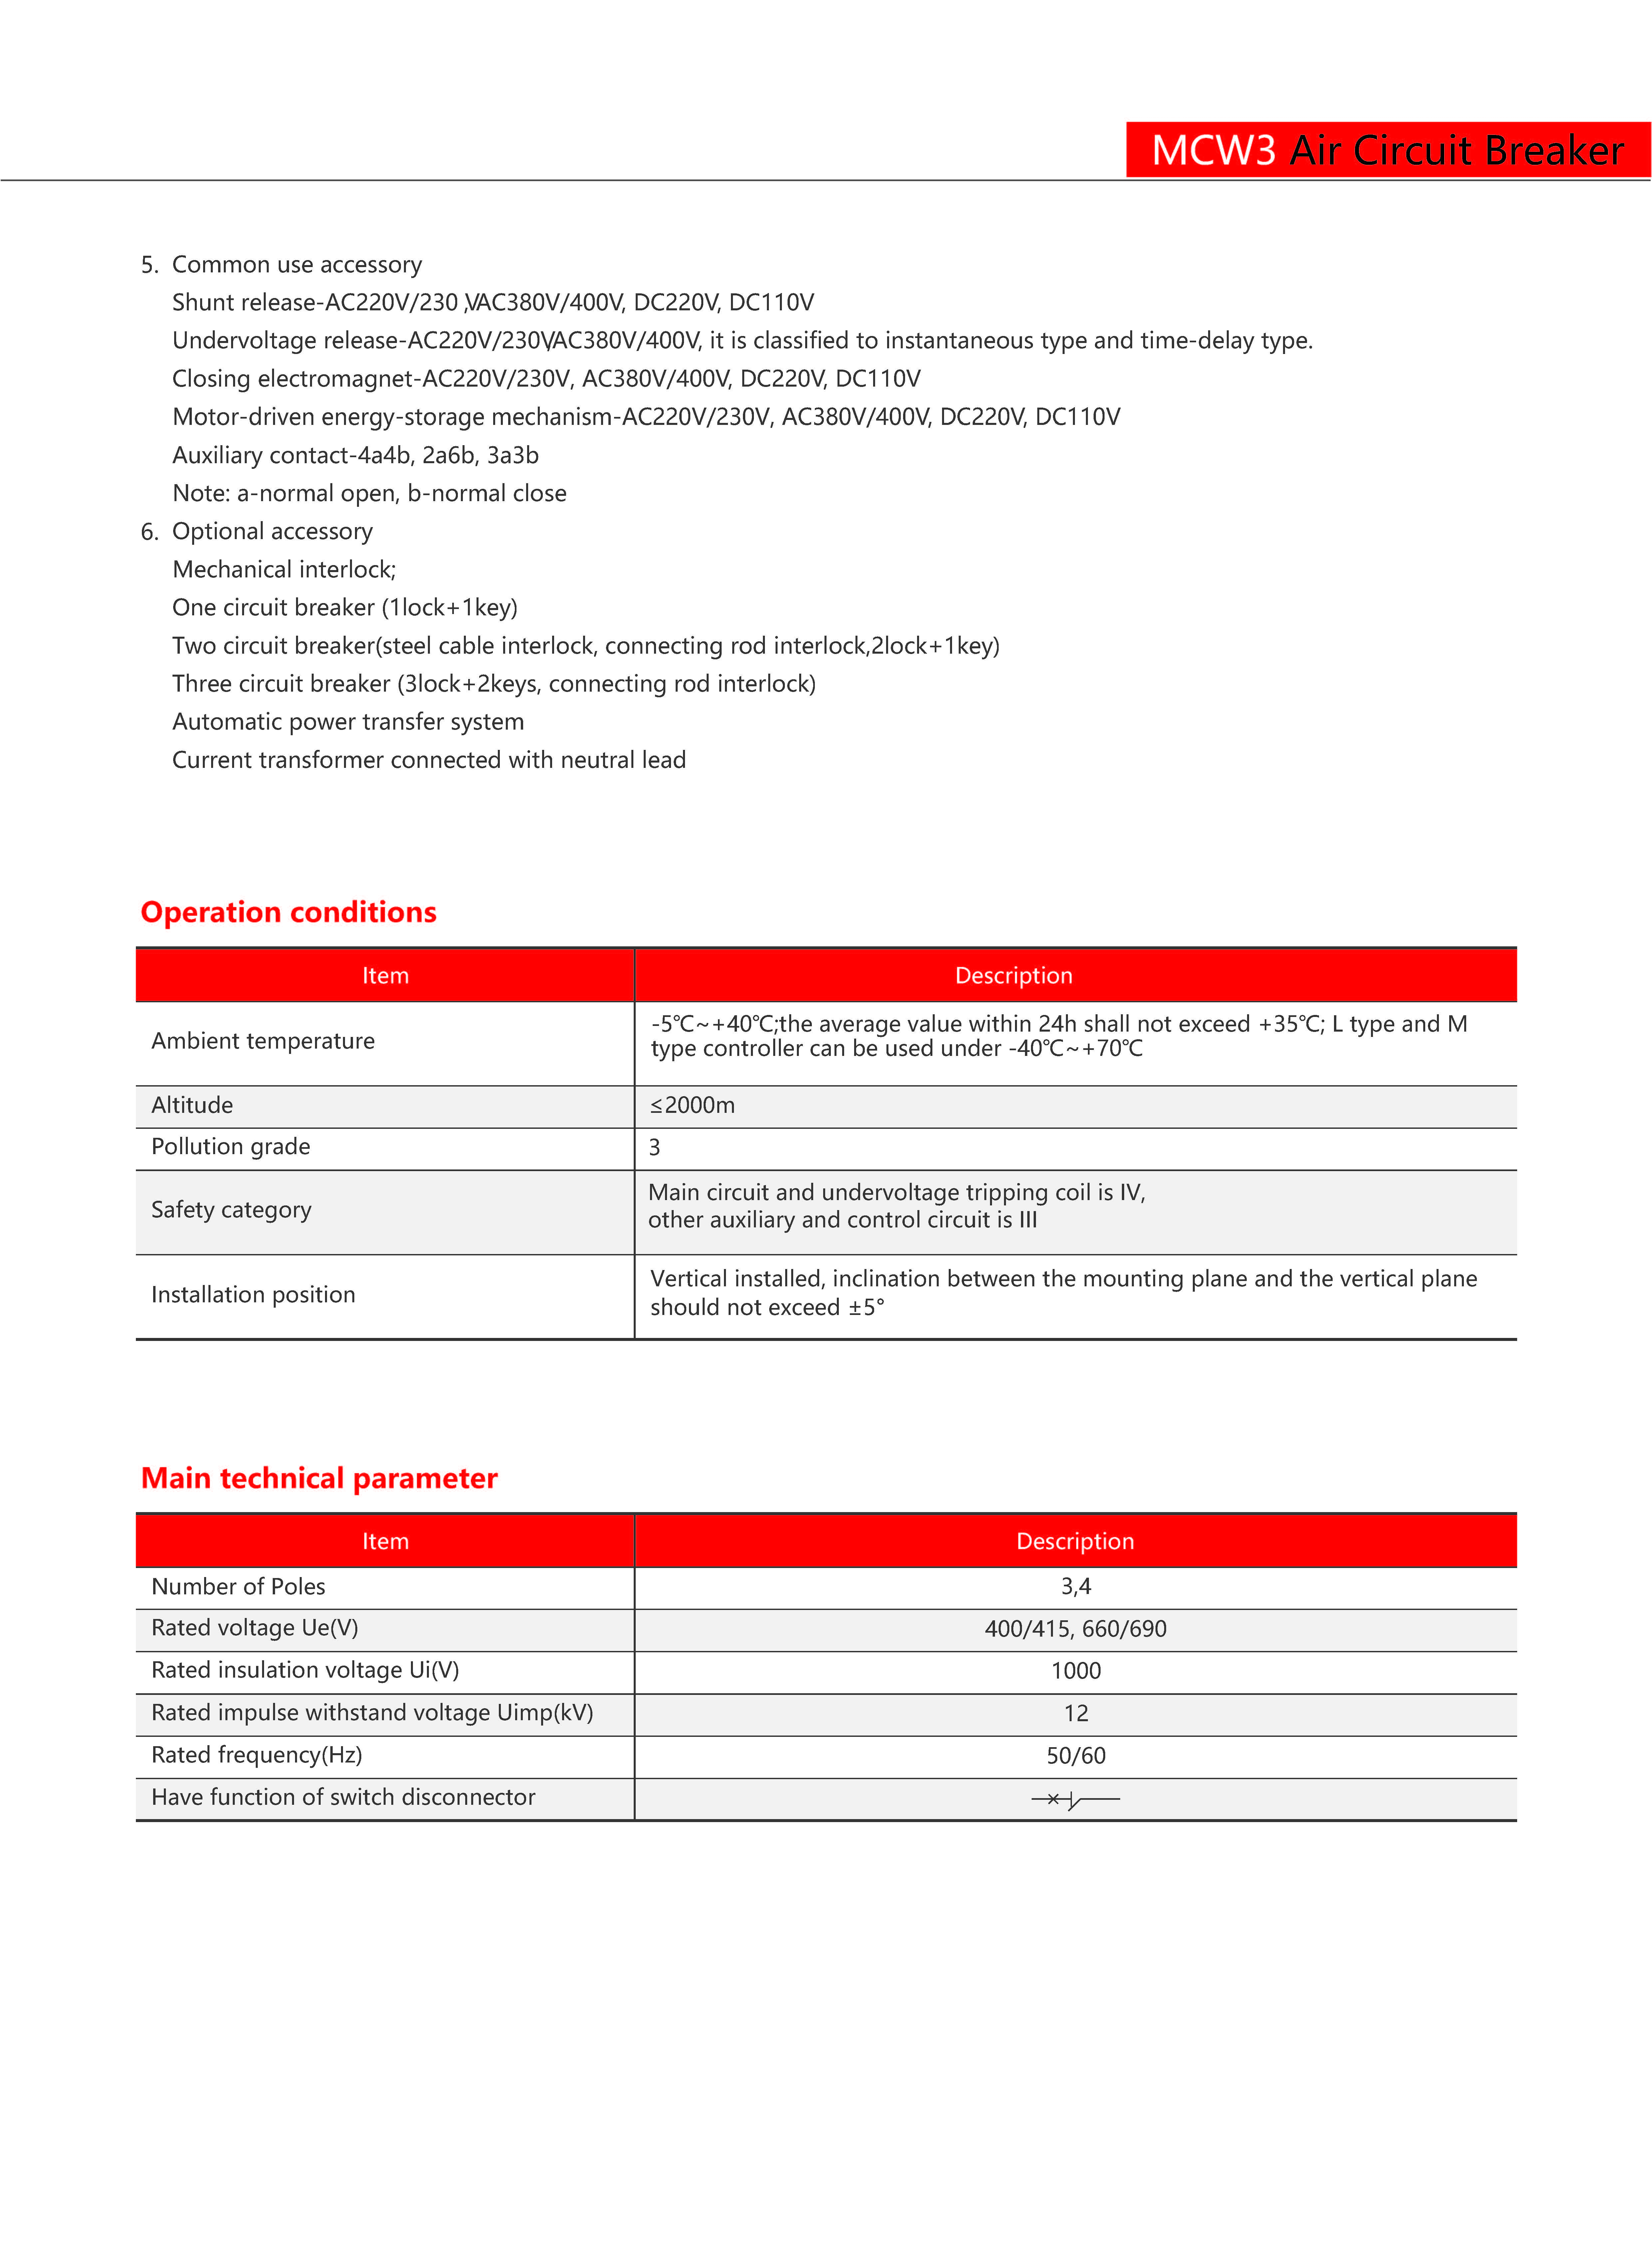 MCW3 Air Circuit Breaker
5. Common use accessory
Shunt release-AC220V/230 ,VAC380V/400V, DC220V, DC110V
Undervoltage release-AC220V/230V,AC380V/400V, it is classified to instantaneous type and time-delay type.
Closing electromagnet-AC220V/230V, AC380V/400V, DC220V, DC110V
Motor-driven energy-storage mechanism-AC220V/230V, AC380V/400V, DC220V, DC110V
Auxiliary contact-4a4b, 2a6b, 3a3b
Note: a-normal open, b-normal close
6. Optional accessory
Mechanical interlock;
One circuit breaker (1lock+1key)
Two circuit breaker(steel cable interlock, connecting rod interlock,2lock+1key)
Three circuit breaker (3lock+2keys, connecting rod interlock)
Automatic power transfer system
Current transformer connected with neutral lead
Operation conditions
Item Description
Ambient temperature
-5℃~+40℃;the average value within 24h shall not exceed +35℃; L type and M
type controller can be used under -40℃~+70℃
Altitude ≤2000m
Pollution grade 3
Safety category
Main circuit and undervoltage tripping coil is IV,
other auxiliary and control circuit is III
Installation position
Vertical installed, inclination between the mounting plane and the vertical plane
should not exceed ±5°
Main technical parameter
Item Description
Number of Poles 3,4
Rated voltage Ue(V) 400/415, 660/690
Rated insulation voltage Ui(V) 1000
Rated impulse withstand voltage Uimp(kV) 12
Rated frequency(Hz) 50/60
Have function of switch disconnector